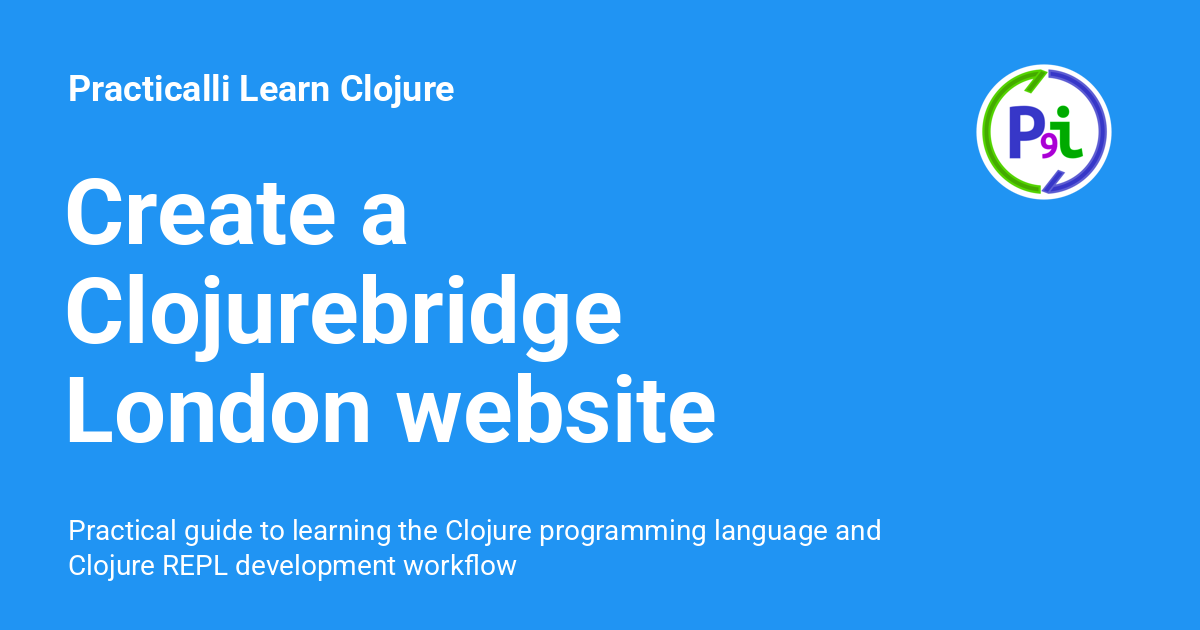 Practicalli Learn Clojure
P9i
Create a
Clojurebridge
London website
Practical guide to learning the Clojure programming language and
Clojure REPL development workflow